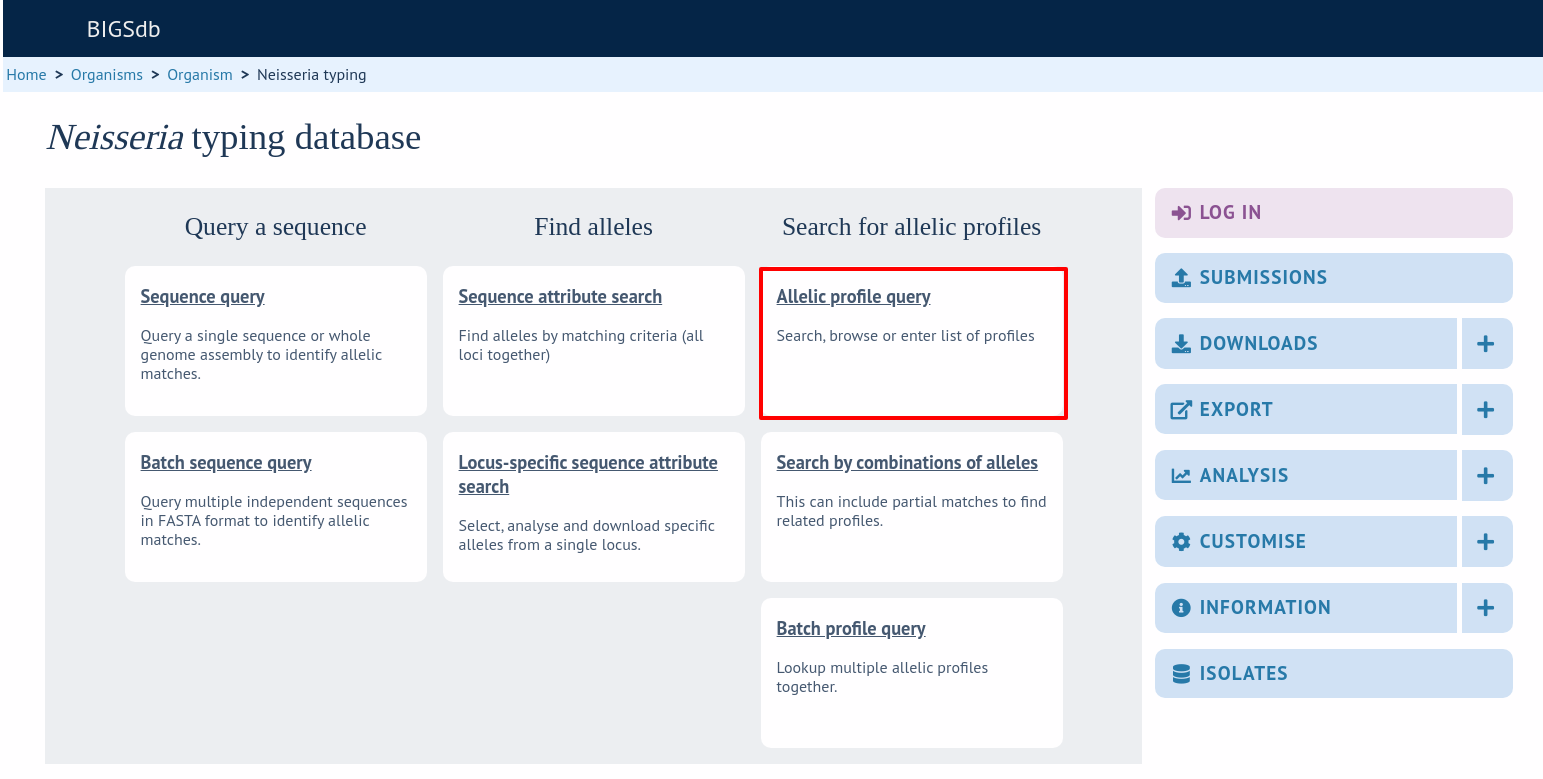 BIGSdb
Home > Organisms > Organism > Neisseria typing
Neisseria typing database
Query a sequence
Sequence query
Query a single sequence or whole
genome assembly to identify allelic
matches.
Batch sequence query
Query multiple independent sequences
in FASTA format to identify allelic
matches.
Find alleles
Sequence attribute search
Find alleles by matching criteria (all
loci together)
Locus-specific sequence attribute
search
Select, analyse and download specific
alleles from a single locus.
Search for allelic profiles
Allelic profile query
Search, browse or enter list of profiles
Search by combinations of alleles
This can include partial matches to find
related profiles.
Batch profile query
Lookup multiple allelic profiles
together.
LOG IN
SUBMISSIONS
DOWNLOADS +
EXPORT +
ANALYSIS +
CUSTOMISE +
INFORMATION +
ISOLATES